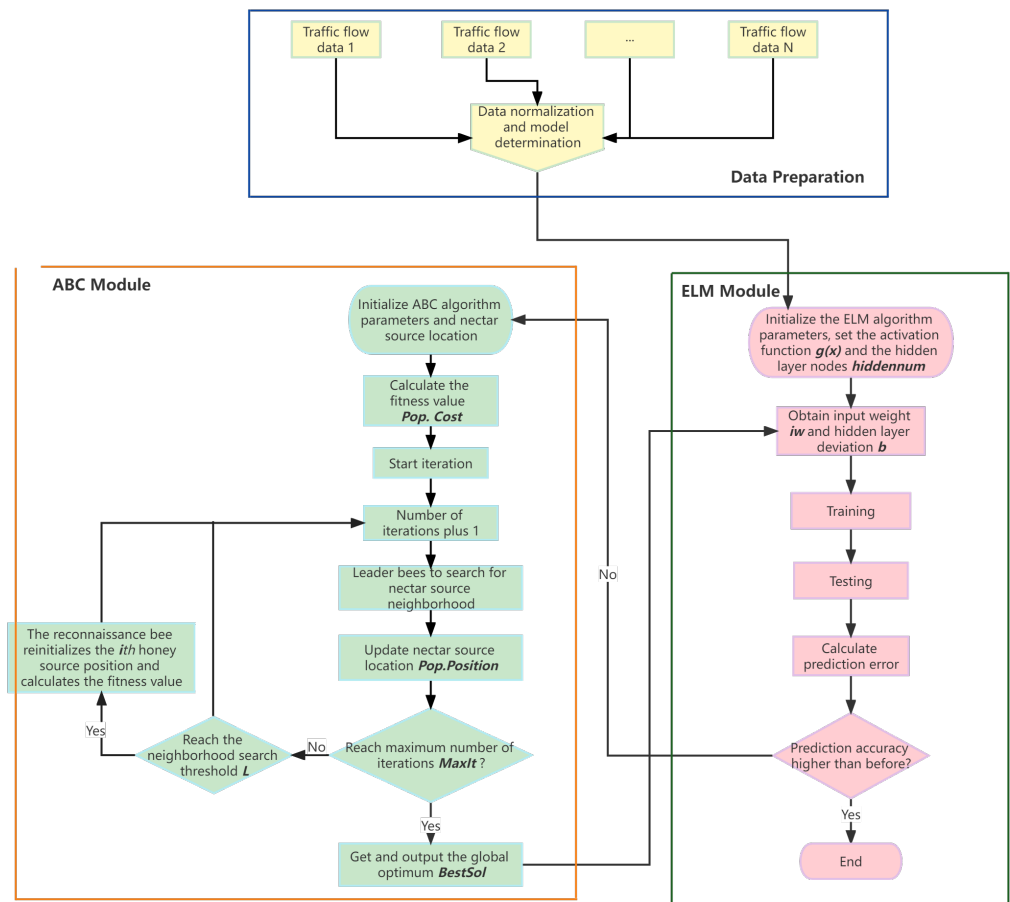 Traffic flow
data 1
Traffic flow
data 2
...
Traffic flow
data N
Data normalization
and model
determination
Data Preparation
ABC Module
Initialize ABC algorithm
parameters and nectar
source location
Calculate the
fitness value
Pop. Cost
Start iteration
Number of
iterations plus 1
Leader bees to search for
nectar source
neighborhood
Update nectar source
location Pop.Position
Reach maximum number of
iterations MaxIt ?
No
Reach the
neighborhood search
threshold L
Yes
The reconnaissance bee
reinitializes the ith honey
source position and
calculates the fitness value
Yes
Get and output the global
optimum BestSol
No
ELM Module
Initialize the ELM algorithm
parameters, set the activation
function g(x) and the hidden
layer nodes hiddennum
Obtain input weight
iw and hidden layer
deviation b
Training
Testing
Calculate
prediction error
Prediction accuracy
higher than before?
Yes
End